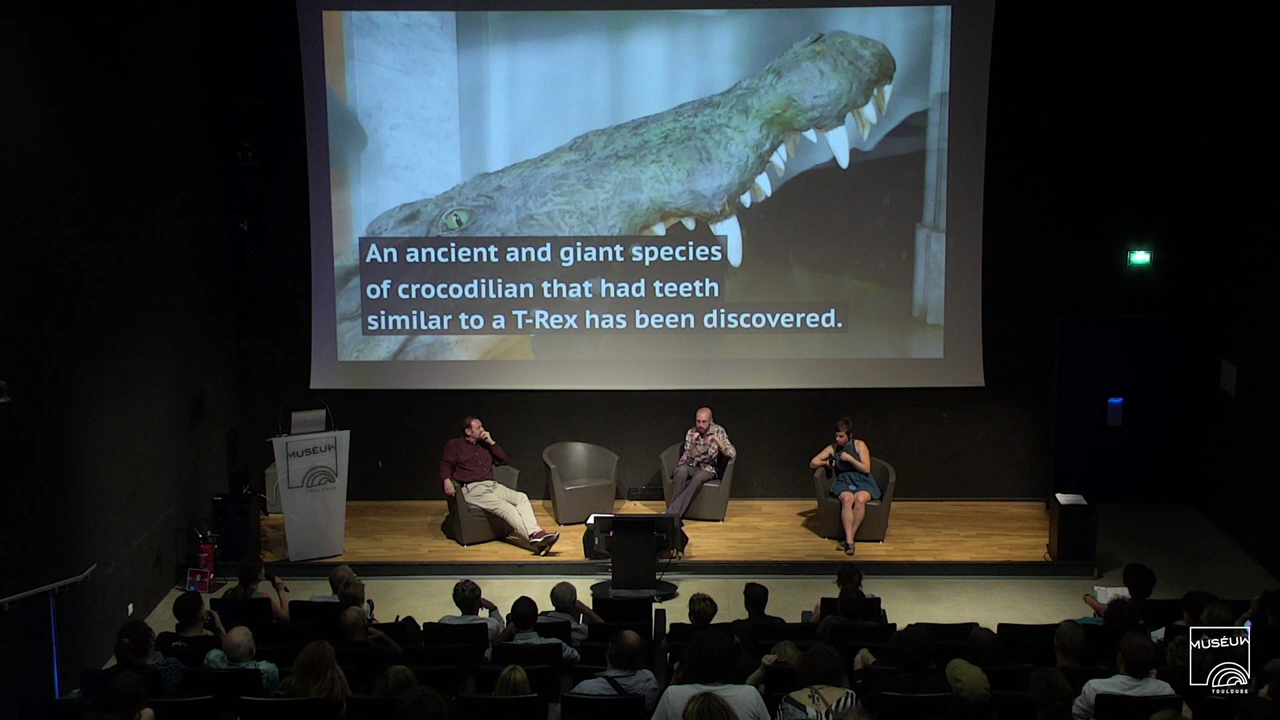 An ancient and giant species
of crocodilian that had teeth
similar to a T-Rex has been discovered.
MUSÉUM
TOULOUSE
MUSÉUM
TOULOUSE